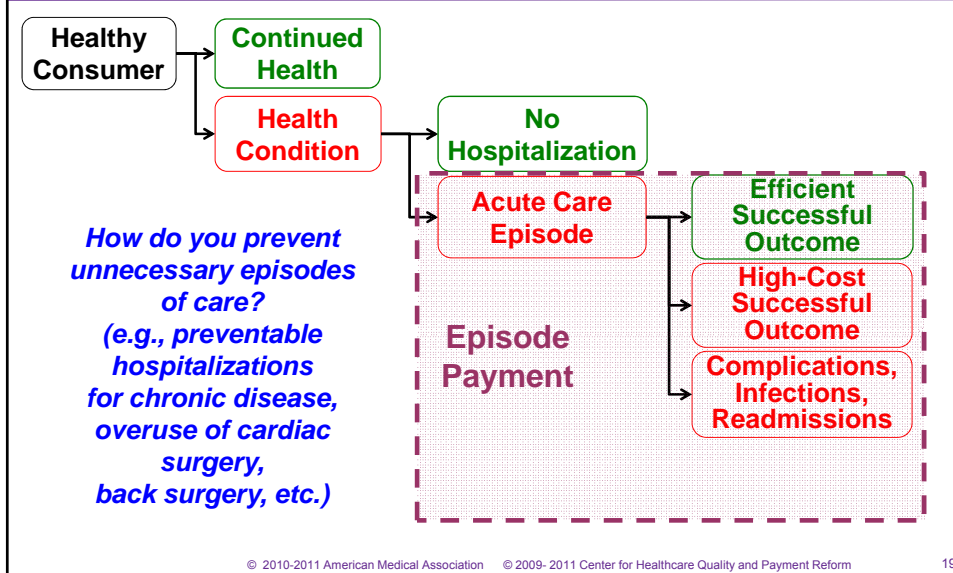 Healthy
Consumer
Continued
Health
Health
Condition
No
Hospitalization
Acute Care
Episode
Efficient
Successful
Outcome
High-Cost
Successful
Outcome
Complications,
Infections,
Readmissions
How do you prevent
unnecessary episodes
of care?
(e.g., preventable
hospitalizations
for chronic disease,
overuse of cardiac
surgery,
back surgery, etc.)
Episode
Payment
© 2010-2011 American Medical Association © 2009- 2011 Center for Healthcare Quality and Payment Reform
19